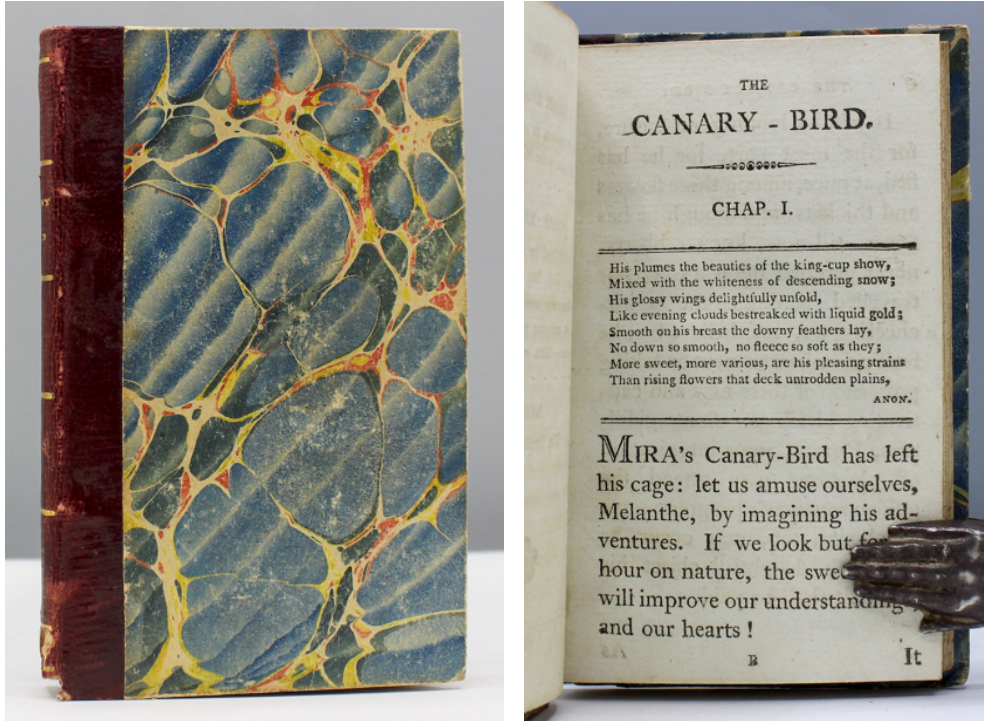 THE
CANARY - BIRD.
CHAP. I.
His plumes the beauties of the king-cup show,
Mixed with the whiteness of descending snow;
His glossy wings delightfully unfold,
Like evening clouds bestreaked with liquid gold;
Smooth on his breast the downy feathers lay,
No down so smooth, no fleece so soft as they;
More sweet, more various, are his pleasing strains
Than rising flowers that deck untrodden plains,
ANON.
MIRA's Canary-Bird has left
his cage: let us amuse ourselves,
Melanthe, by imagining his ad-
ventures. If we look but
hour on nature, the
will improve our understanding
and our hearts !
B It